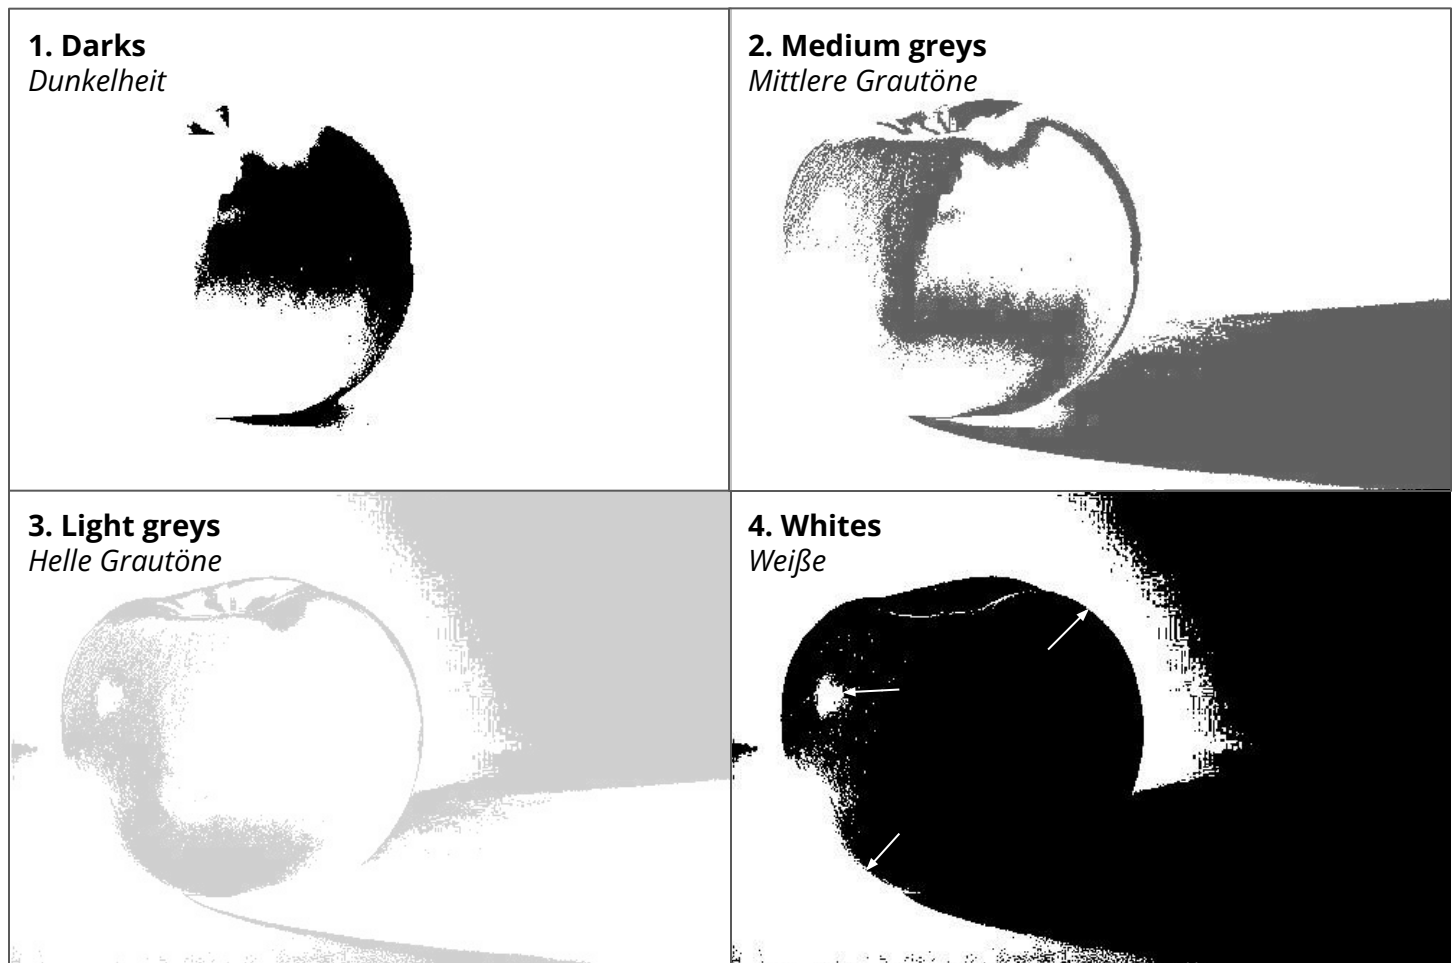 1. Darks
Dunkelheit
2. Medium greys
Mittlere Grautöne
3. Light greys
Helle Grautöne
4. Whites
Weiße